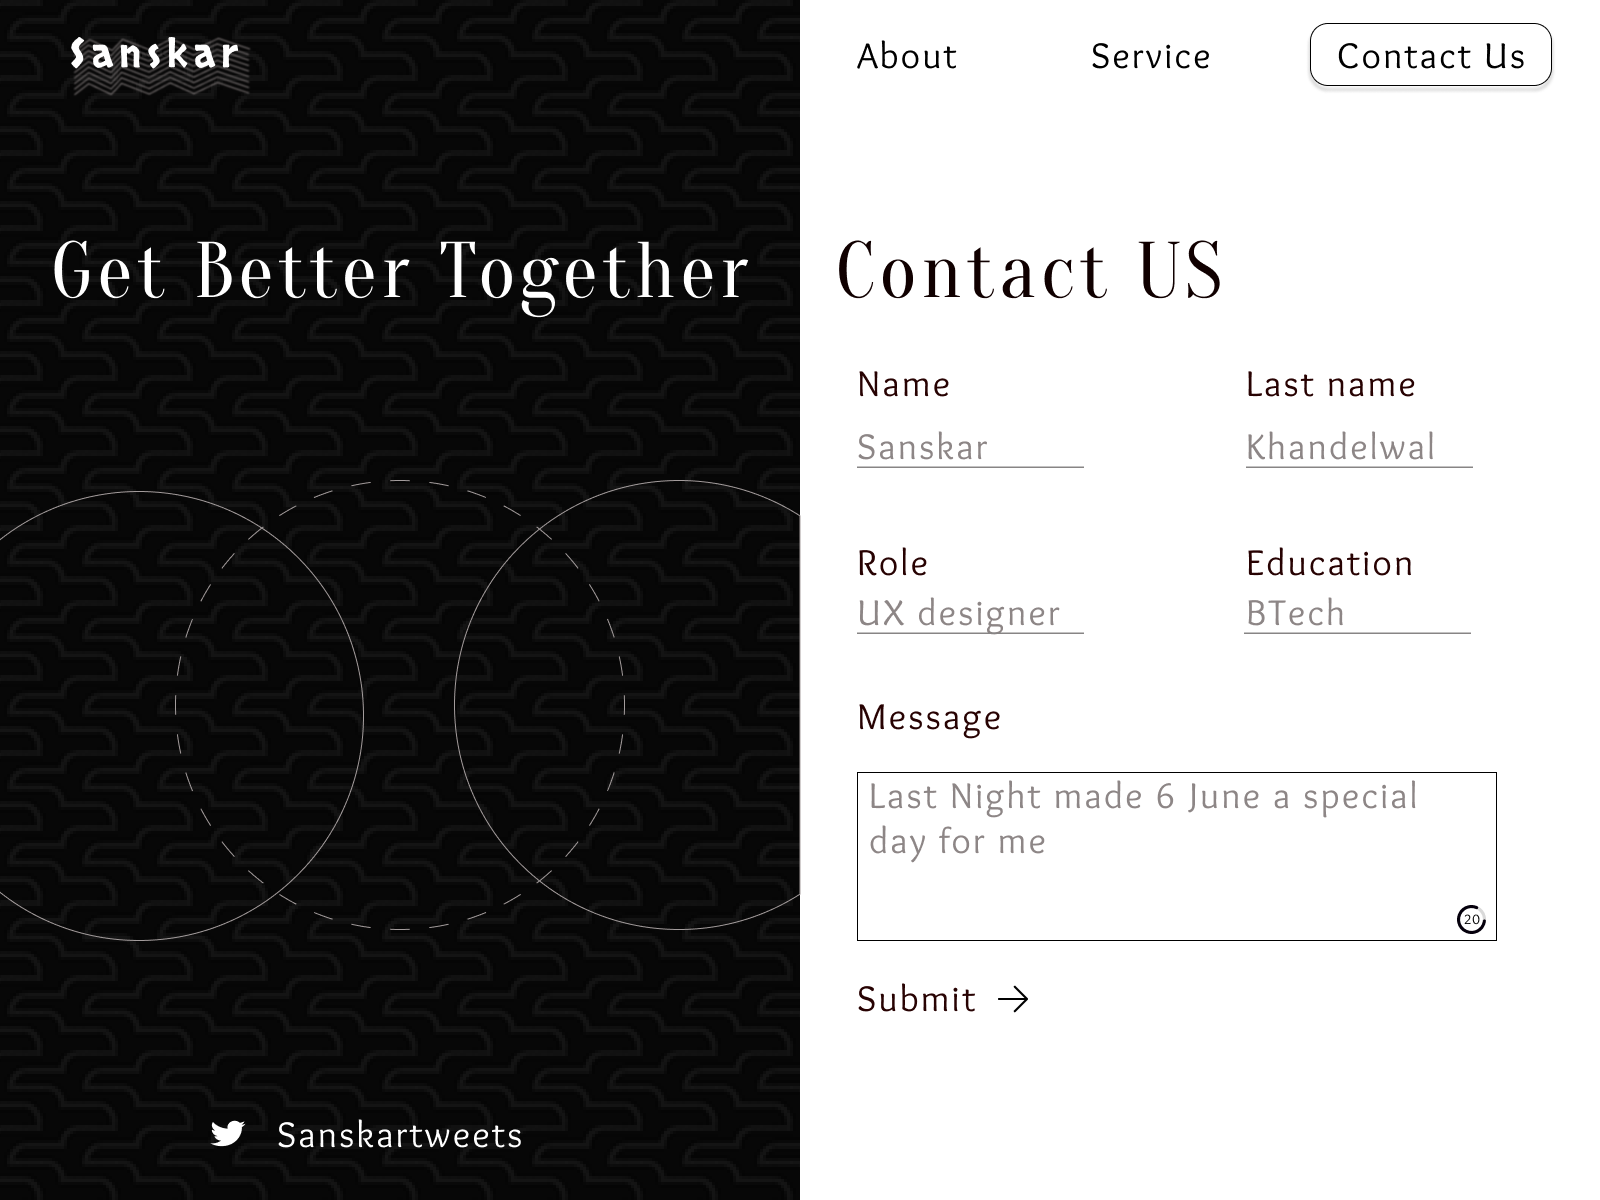 Sanskar
About
Service
Contact Us
Get Better Together
Contact US
Name
Last name
Sanskar
Khandelwal
Role
Education
UX designer
BTech
Message
Last Night made 6 June a special
day for me
20
Submit
Sanskartweets